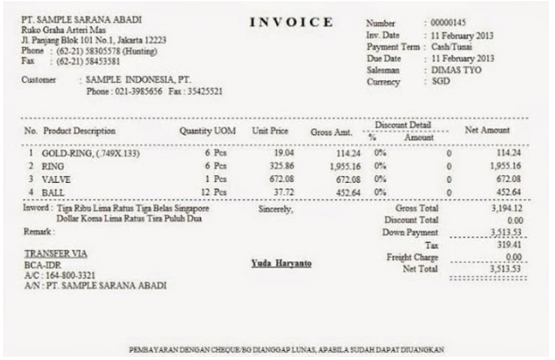 PT. SAMPLE SARANA ABADI
Ruko Graha Arteri Mas
Jl. Panjang Blok 101 No.1, Jakarta 12223
Phone : (62-21) 58305578 (Hunting)
Fax : (62-21) 58453581
Customer : SAMPLE INDONESIA, PT.
Phone : 021-3985656 Fax : 35425521
INVOICE
Number : 00000145
Inv. Date : 11 February 2013
Payment Term : Cash/Tunai
Due Date : 11 February 2013
Salesman : DIMAS TYO
Currency : SGD
No. Product Description Quantity UOM Unit Price Gross Amt. Discount Detail % Amount Net Amount
1 GOLD-RING, (.749X.133) 6 Pcs 19.04 114.24 0% 0 114.24
2 RING 6 Pcs 325.86 1,955.16 0% 0 1,955.16
3 VALVE 1 Pcs 672.08 672.08 0% 0 672.08
4 BALL 12 Pcs 37.72 452.64 0% 0 452.64
Inword : Tiga Ribu Lima Ratus Tiga Belas Singapore
Dollar Koma Lima Ratus Tira Puluh Dua
Remark :
Sincerely,
Yuda Haryanto
Gross Total 3,194.12
Discount Total 0.00
Down Payment 3,513.53
Tax 319.41
Freight Charge 0.00
Net Total 3,513.53
TRANSFER VIA
BCA-IDR
A/C : 164-800-3321
A/N : PT. SAMPLE SARANA ABADI
PEMBAYARAN DENGAN CHEQUE/BG DIANGGAP LUNAS, APABILA SUDAH DAPAT DIUANGKAN